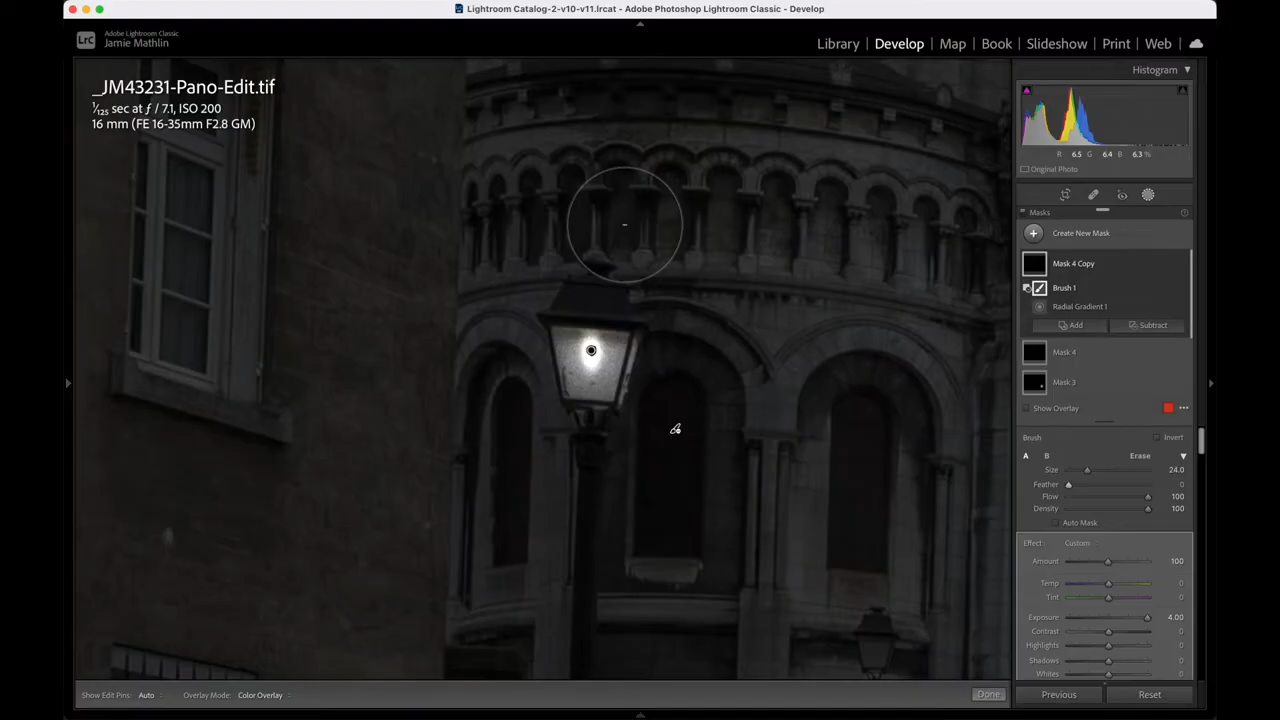 Lightroom Catalog-2-v10-v11.lrcat - Adobe Photoshop Lightroom Classic - Develop
LrC
Adobe Lightroom Classic
Jamie Mathlin
Library | Develop | Map | Book | Slideshow | Print | Web
_JM43231-Pano-Edit.tif
1/125 sec at ƒ / 7.1, ISO 200
16 mm (FE 16-35mm F2.8 GM)
Histogram
R 6.5 G 6.4 B 6.3 %
Original Photo
Masks
Create New Mask
Mask 4 Copy
Brush 1
Radial Gradient 1
Add Subtract
Mask 4
Mask 3
Show Overlay
Brush Invert
A B Erase
Size 24.0
Feather 0
Flow 100
Density 100
Auto Mask
Effect: Custom
Amount 100
Temp 0
Tint 0
Exposure 4.00
Contrast 0
Highlights 0
Shadows 0
Whites 0
Show Edit Pins: Auto Overlay Mode: Color Overlay Done
Previous Reset